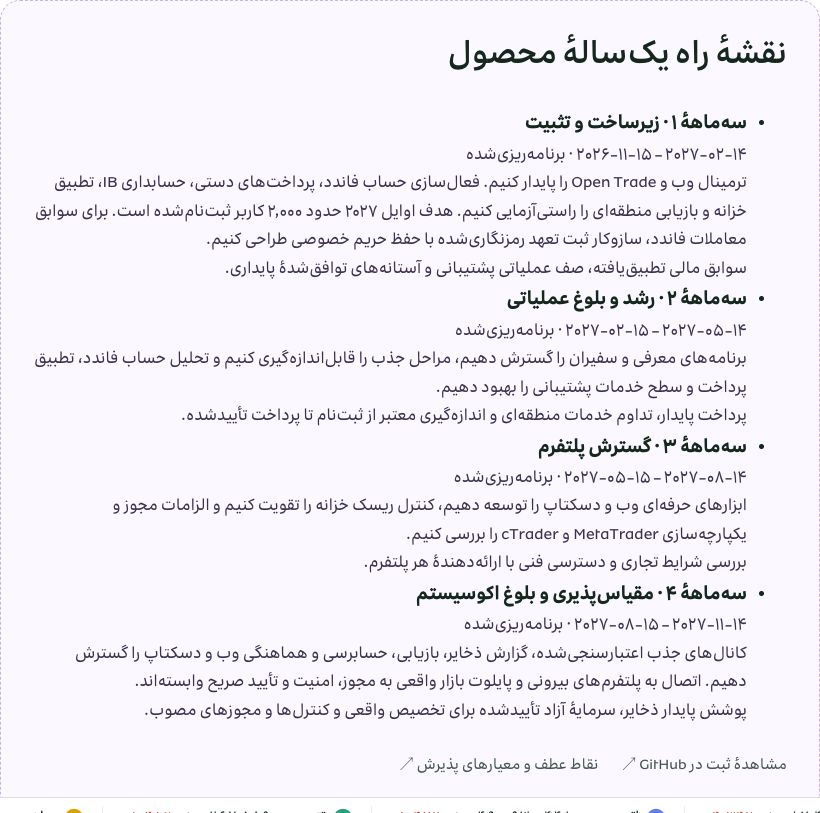 نقشهٔ راه یک‌سالهٔ محصول
سه‌ماههٔ ۰۱ · زیرساخت و تثبیت
۲۰۲۶-۱۱-۱۵ – ۲۰۲۷-۰۲-۱۴ · برنامه‌ریزی‌شده
ترمینال وب و Open Trade را پایدار کنیم. فعال‌سازی حساب فاندد، پرداخت‌های دستی، حسابداری IB، تطبیق
خزانه و بازیابی منطقه‌ای را راستی‌آزمایی کنیم. هدف اوایل ۲۰۲۷ حدود ۲٬۰۰۰ کاربر ثبت‌نام‌شده است. برای سوابق
معاملات فاندد، سازوکار ثبت تعهد رمزنگاری‌شده با حفظ حریم خصوصی طراحی کنیم.
سوابق مالی تطبیق‌یافته، صف عملیاتی پشتیبانی و آستانه‌های توافق‌شدهٔ پایداری.
سه‌ماههٔ ۰۲ · رشد و بلوغ عملیاتی
۲۰۲۷-۰۲-۱۵ – ۲۰۲۷-۰۵-۱۴ · برنامه‌ریزی‌شده
برنامه‌های معرفی و سفیران را گسترش دهیم، مراحل جذب را قابل‌اندازه‌گیری کنیم و تحلیل حساب فاندد، تطبیق
پرداخت و سطح خدمات پشتیبانی را بهبود دهیم.
پرداخت پایدار، تداوم خدمات منطقه‌ای و اندازه‌گیری معتبر از ثبت‌نام تا پرداخت تأییدشده.
سه‌ماههٔ ۰۳ · گسترش پلتفرم
۲۰۲۷-۰۵-۱۵ – ۲۰۲۷-۰۸-۱۴ · برنامه‌ریزی‌شده
ابزارهای حرفه‌ای وب و دسکتاپ را توسعه دهیم، کنترل ریسک خزانه را تقویت کنیم و الزامات مجوز و
یکپارچه‌سازی MetaTrader و cTrader را بررسی کنیم.
بررسی شرایط تجاری و دسترسی فنی با ارائه‌دهندهٔ هر پلتفرم.
سه‌ماههٔ ۰۴ · مقیاس‌پذیری و بلوغ اکوسیستم
۲۰۲۷-۰۸-۱۵ – ۲۰۲۷-۱۱-۱۴ · برنامه‌ریزی‌شده
کانال‌های جذب اعتبارسنجی‌شده، گزارش ذخایر، بازیابی، حسابرسی و هماهنگی وب و دسکتاپ را گسترش
دهیم. اتصال به پلتفرم‌های بیرونی و پایلوت بازار واقعی به مجوز، امنیت و تأیید صریح وابسته‌اند.
پوشش پایدار ذخایر، سرمایهٔ آزاد تأییدشده برای تخصیص واقعی و کنترل‌ها و مجوزهای مصوب.
مشاهدهٔ ثبت در GitHub ↗ نقاط عطف و معیارهای پذیرش ↗